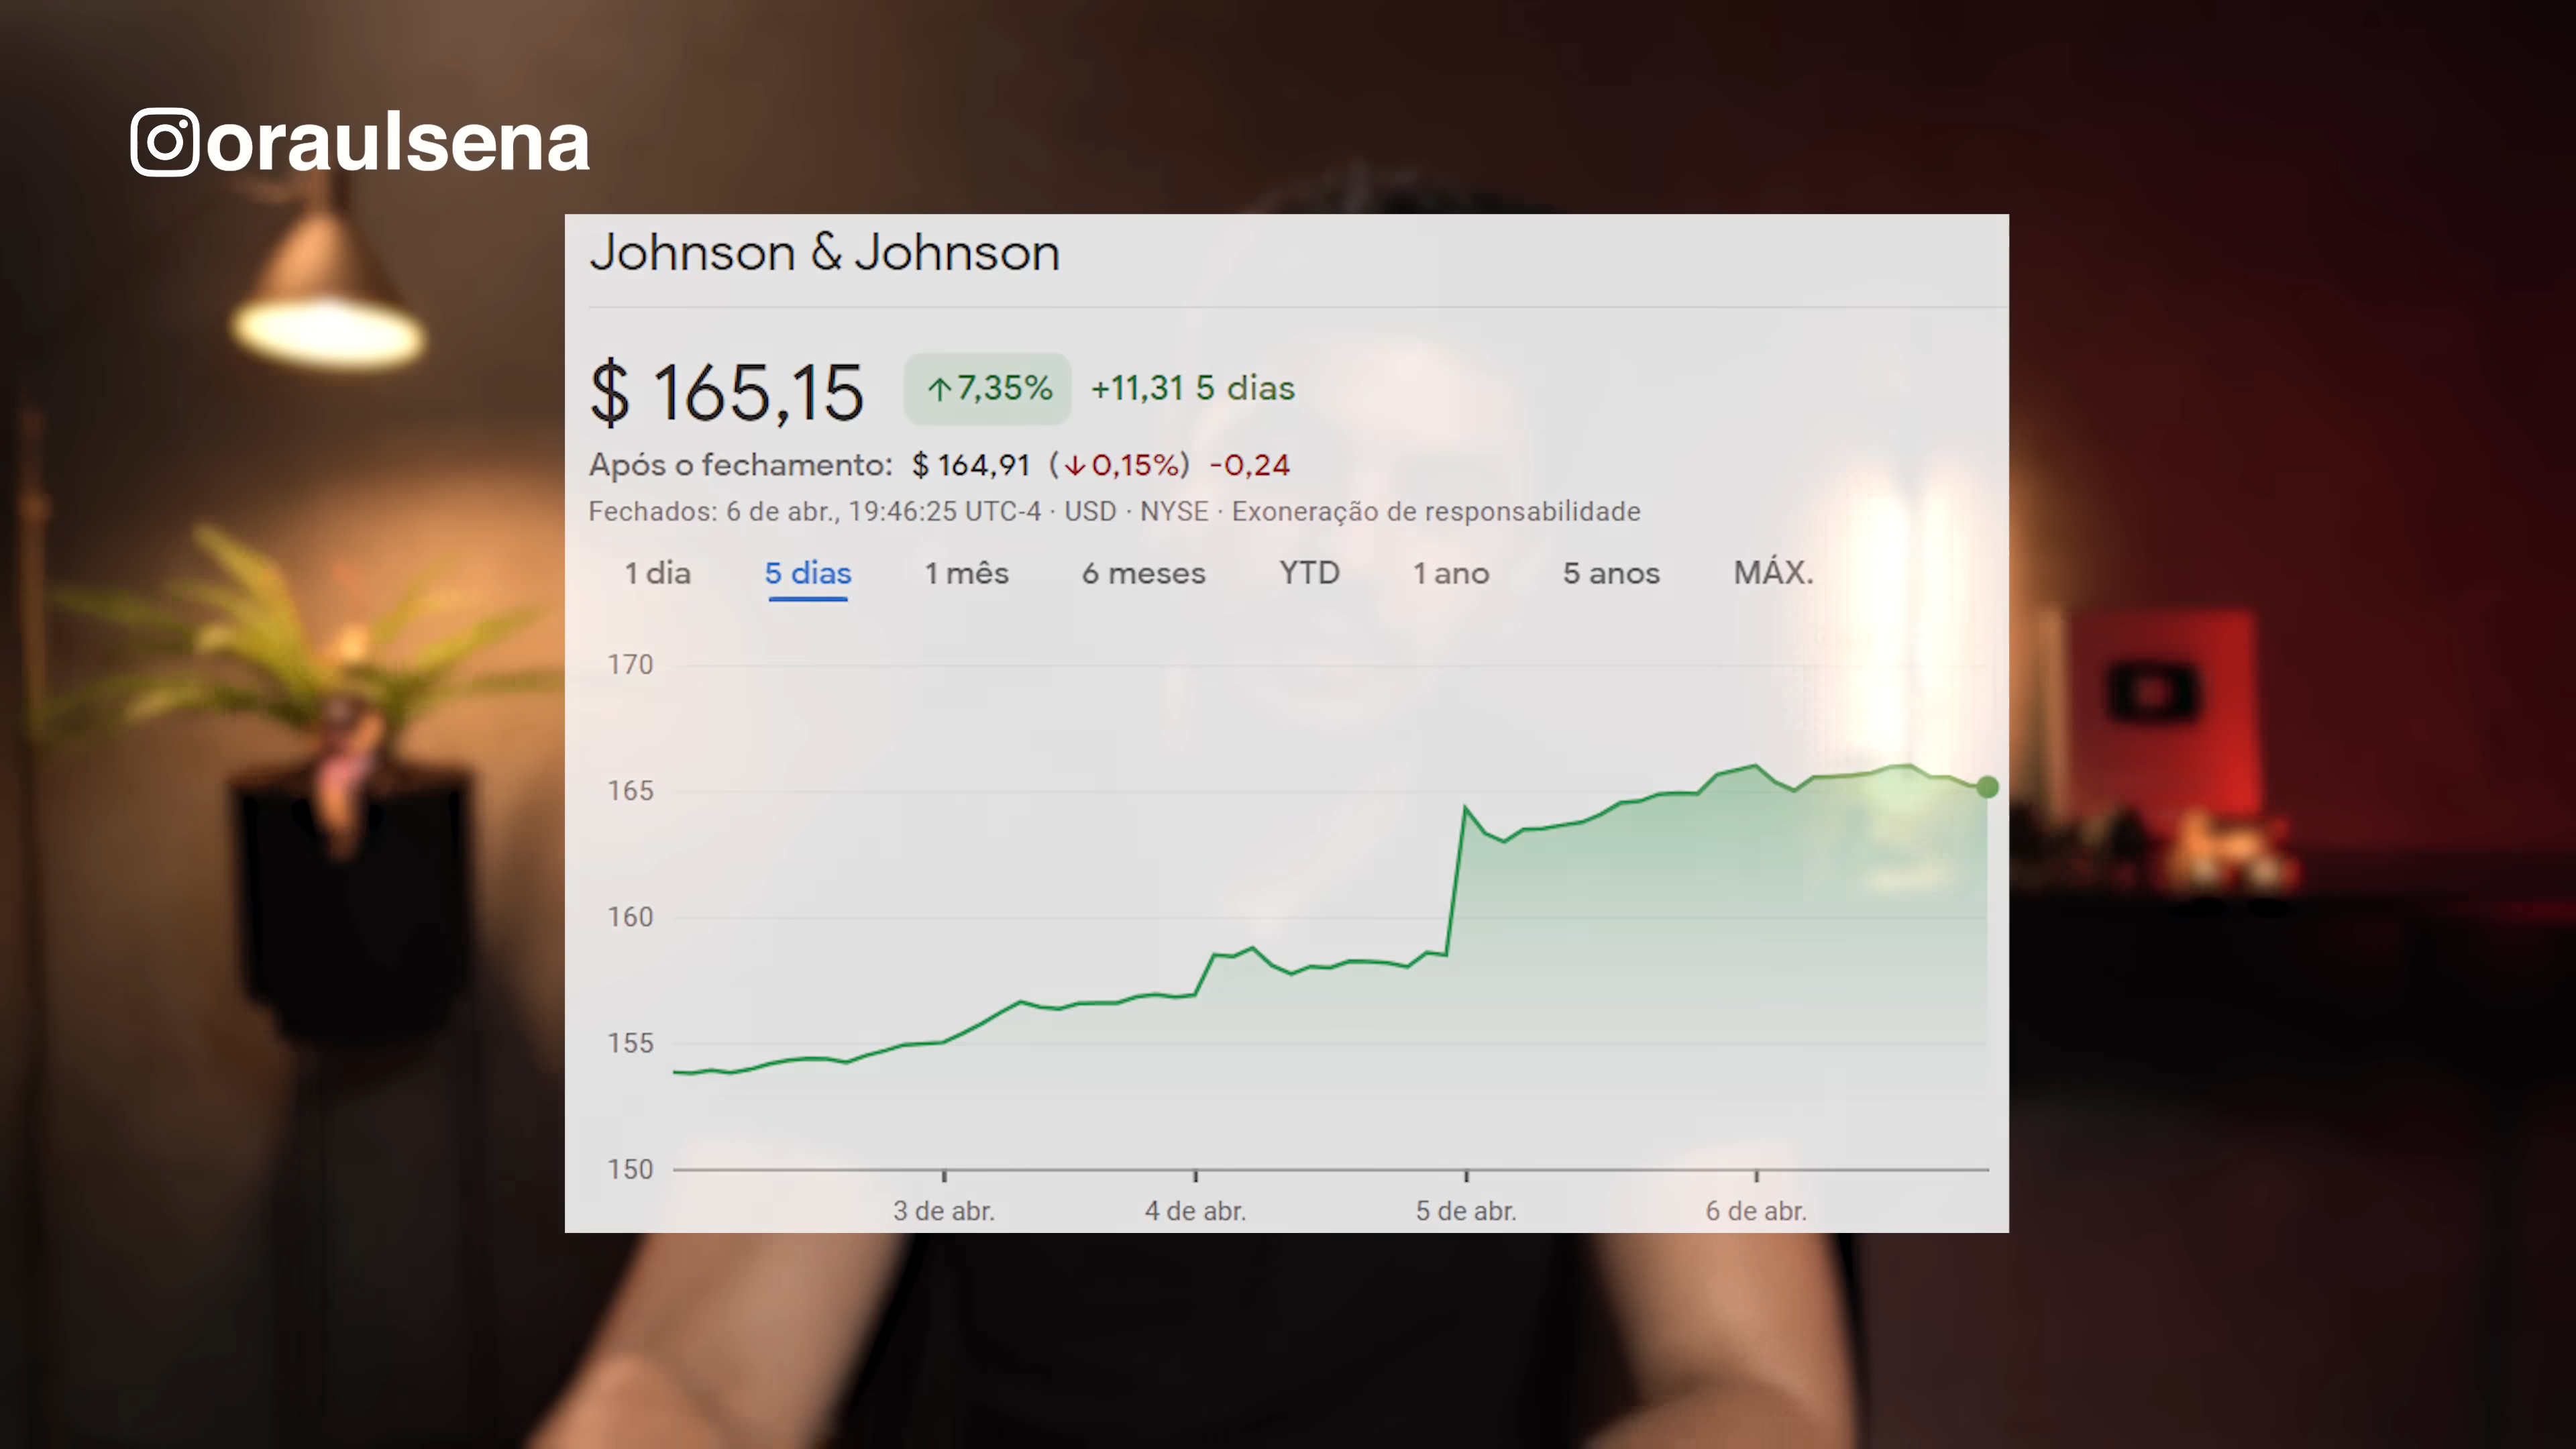 oraulsena
Johnson & Johnson
$ 165,15 ↑7,35% +11,31 5 dias
Após o fechamento: $ 164,91 (↓0,15%) -0,24
Fechados: 6 de abr., 19:46:25 UTC-4 · USD · NYSE · Exoneração de responsabilidade
1 dia 5 dias 1 mês 6 meses YTD 1 ano 5 anos MÁX.
170
165
160
155
150
3 de abr. 4 de abr. 5 de abr. 6 de abr.